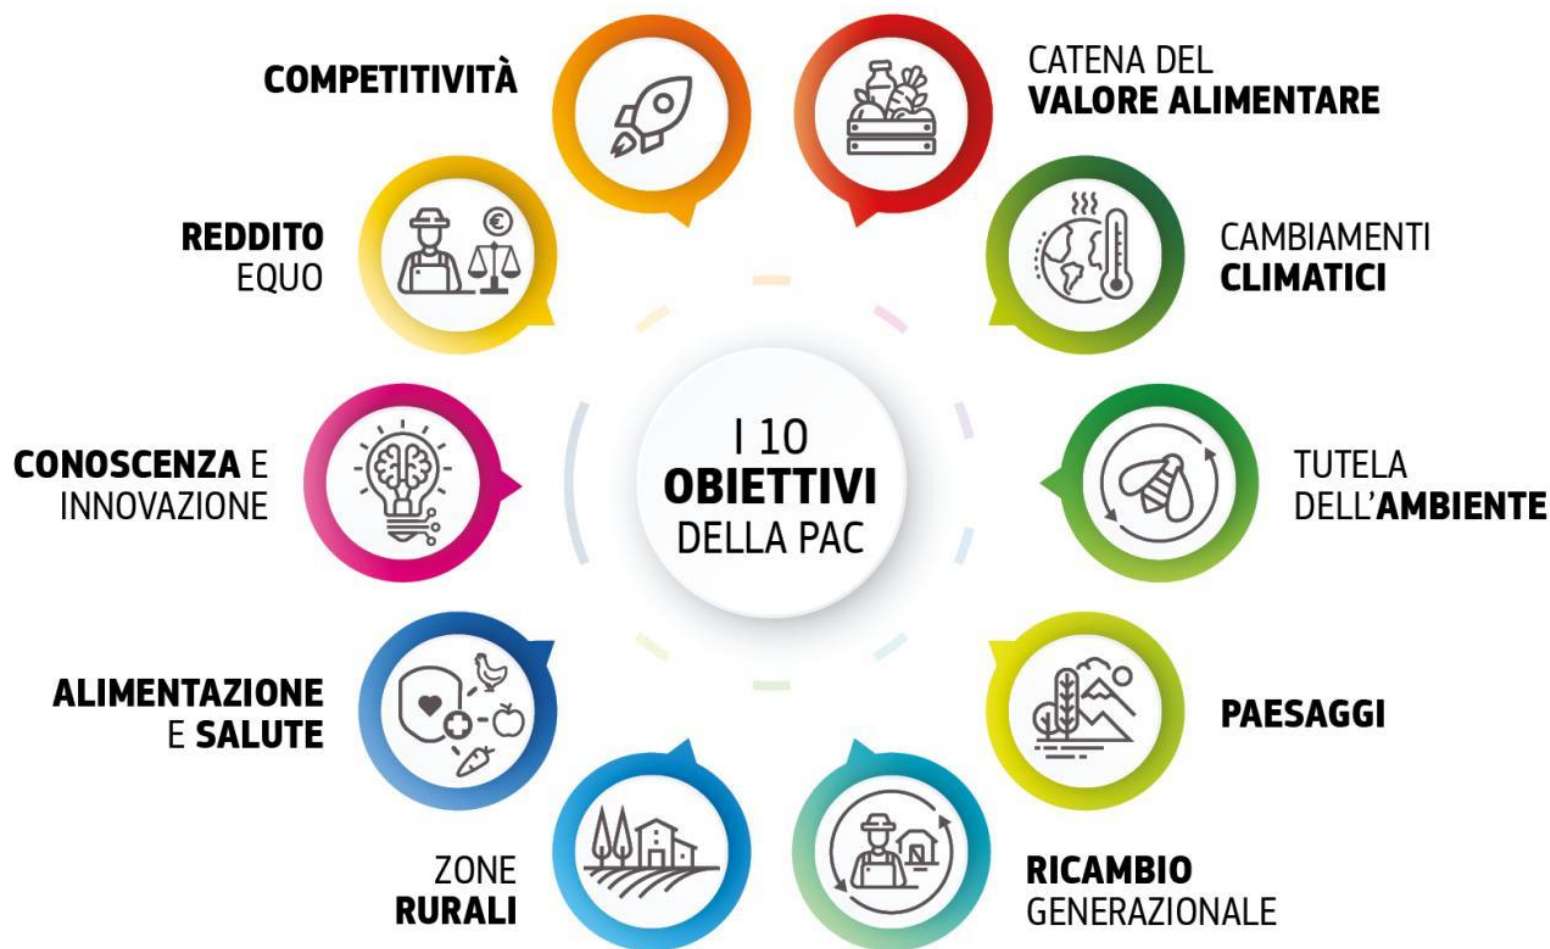 I 10
OBIETTIVI
DELLA PAC
COMPETITIVITÀ
CATENA DEL
VALORE ALIMENTARE
REDDITO
EQUO
€
CAMBIAMENTI
CLIMATICI
CONOSCENZA E
INNOVAZIONE
TUTELA
DELL'AMBIENTE
ALIMENTAZIONE
E SALUTE
PAESAGGI
ZONE
RURALI
RICAMBIO
GENERAZIONALE